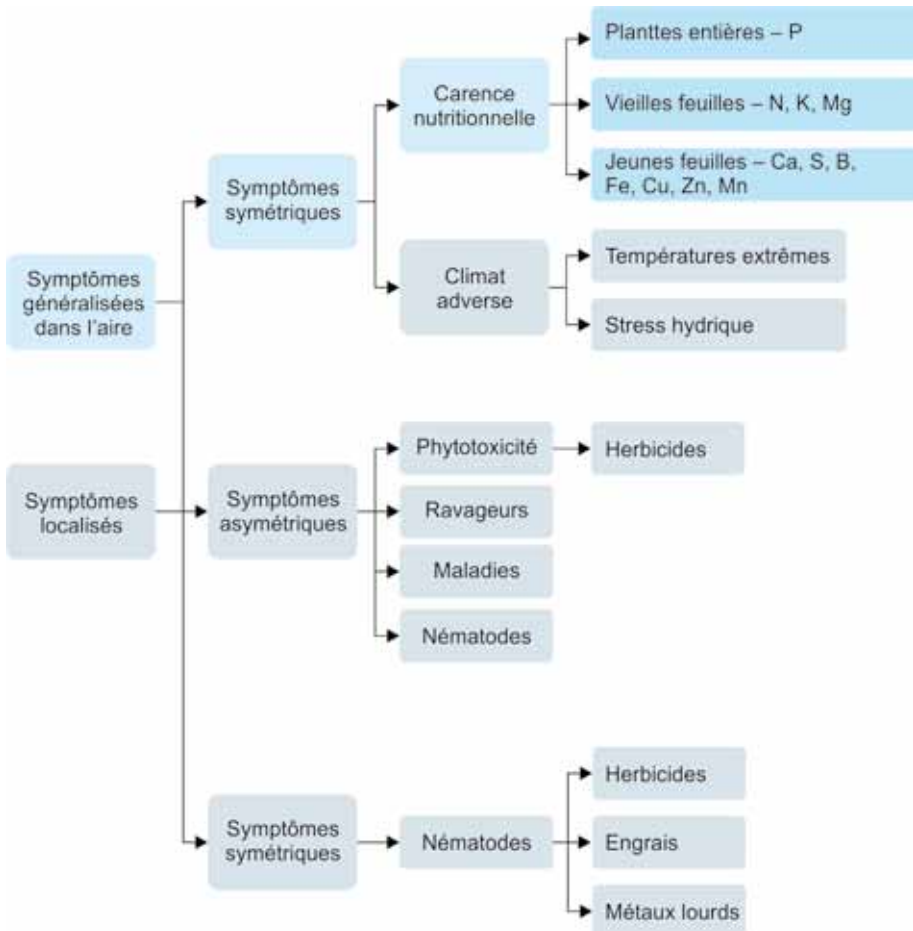 Planttes entières – P
Carence
nutritionnelle
Vieilles feuilles – N, K, Mg
Jeunes feuilles – Ca, S, B,
Fe, Cu, Zn, Mn
Symptômes
symétriques
Symptômes
généralisées
dans l'aire
Climat
adverse
Températures extrêmes
Stress hydrique
Symptômes
localisés
Symptômes
asymétriques
Phytotoxicité
Herbicides
Ravageurs
Maladies
Nématodes
Symptômes
symétriques
Nématodes
Herbicides
Engrais
Métaux lourds